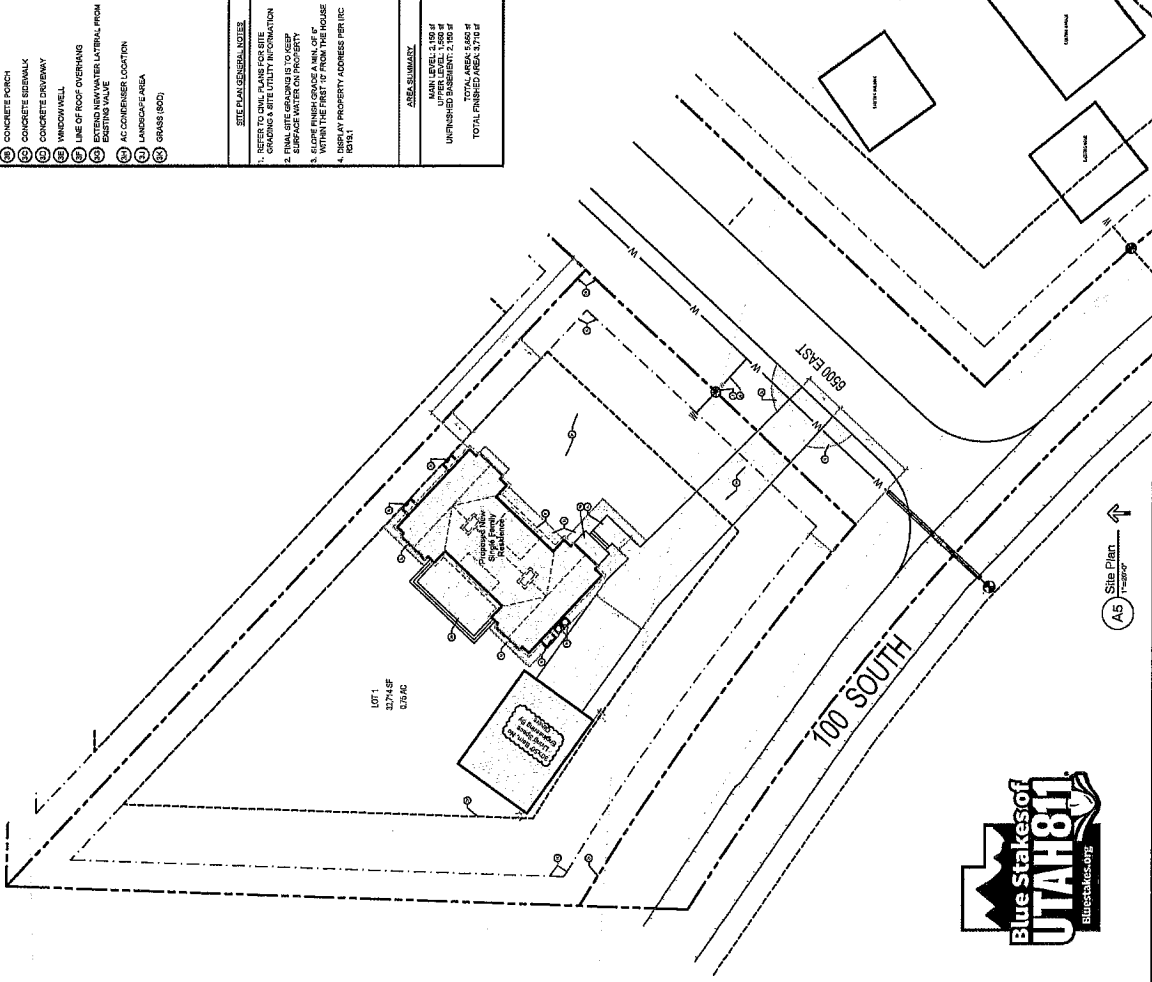 3B CONCRETE PORCH
3C CONCRETE SIDEWALK
3D CONCRETE DRIVEWAY
3E WINDOW WELL
3F LINE OF ROOF OVERHANG
3G EXTEND NEW WATER LATERAL FROM
EXISTING VALVE
3H AC CONDENSER LOCATION
3J LANDSCAPE AREA
3K GRASS (SOD)
SITE PLAN GENERAL NOTES
1. REFER TO CIVIL PLANS FOR SITE
GRADING & SITE UTILITY INFORMATION
2. FINAL SITE GRADING IS TO KEEP
SURFACE WATER ON PROPERTY
3. SLOPE FINISH GRADE A MIN. OF 6"
WITHIN THE FIRST 10' FROM THE HOUSE
4. DISPLAY PROPERTY ADDRESS PER IRC
R319.1
AREA SUMMARY
MAIN LEVEL: 2,150 sf
UPPER LEVEL: 1,560 sf
UNFINISHED BASEMENT: 2,150 sf
TOTAL AREA: 5,860 sf
TOTAL FINISHED AREA: 3,710 sf
W
W
W
W
W
W
W
6500 EAST
Proposed New
Single Family
Residence
LOT 1
32,714 SF
0.75 AC
Barn, No
Living Space
Engineering By
Others.
100 SOUTH
A5 Site Plan
1"=20'-0"
Blue Stakes of
UTAH 811
Bluestakes.org